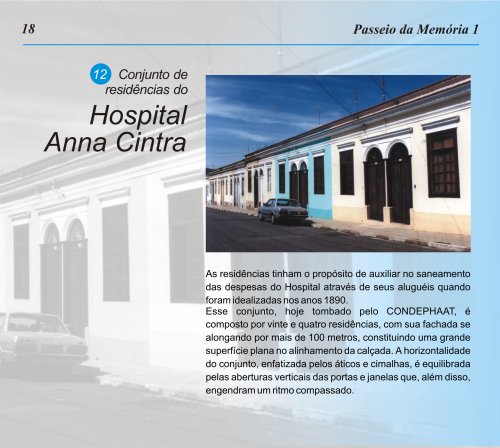 18
Passeio da Memória 1
12 Conjunto de
residências do
Hospital
Anna Cintra
As residências tinham o propósito de auxiliar no saneamento
das despesas do Hospital através de seus aluguéis quando
foram idealizadas nos anos 1890.
Esse conjunto, hoje tombado pelo CONDEPHAAT, é
composto por vinte e quatro residências, com sua fachada se
alongando por mais de 100 metros, constituindo uma grande
superfície plana no alinhamento da calçada. A horizontalidade
do conjunto, enfatizada pelos áticos e cimalhas, é equilibrada
pelas aberturas verticais das portas e janelas que, além disso,
engendram um ritmo compassado.